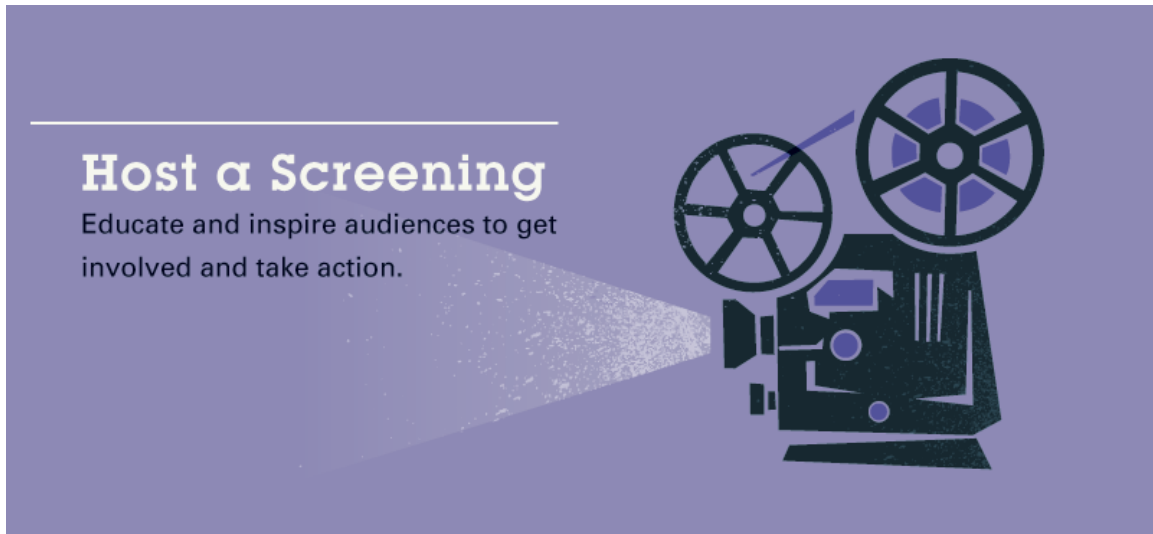 Host a Screening
Educate and inspire audiences to get
involved and take action.